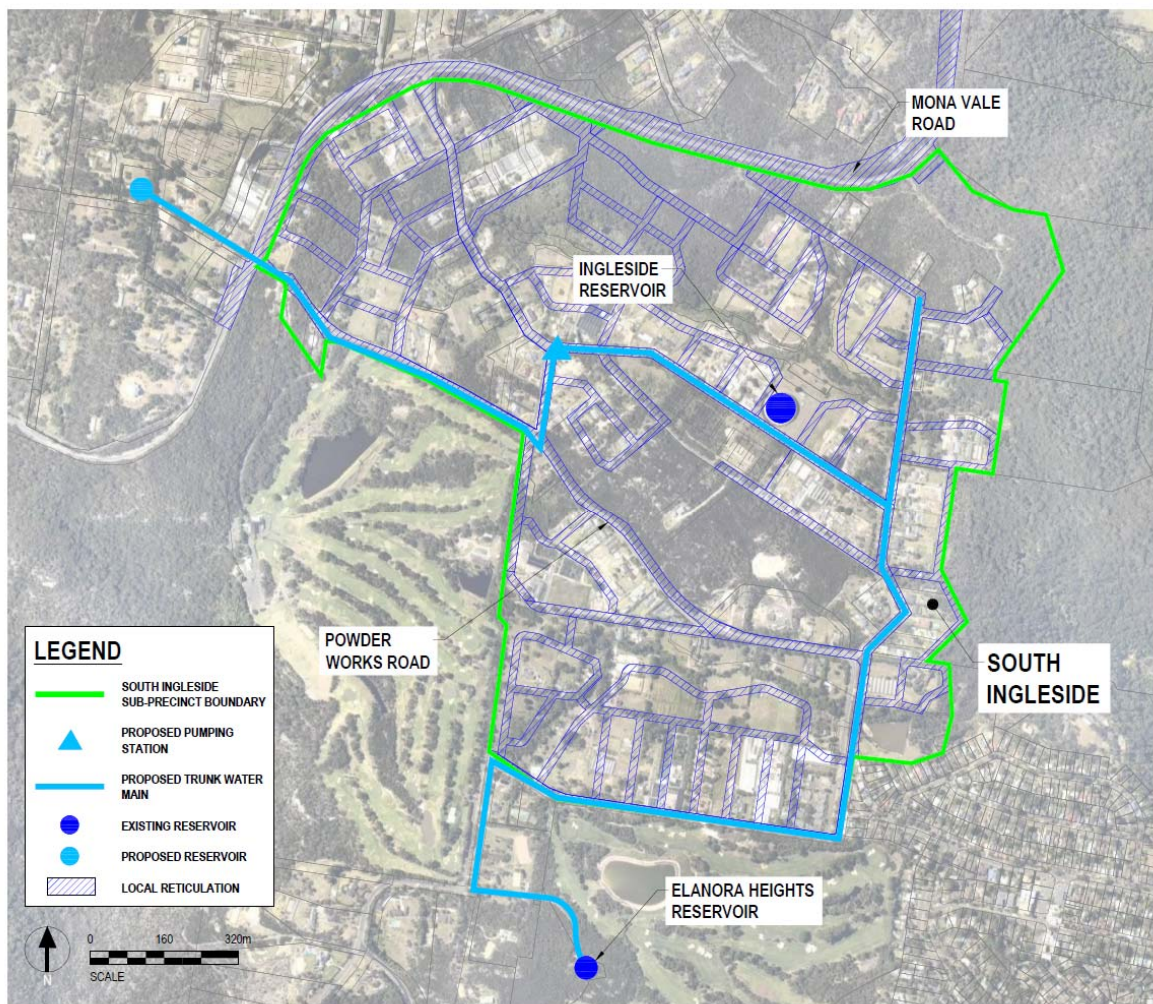 MONA VALE
ROAD
INGLESIDE
RESERVOIR
POWDER
WORKS ROAD
SOUTH
INGLESIDE
ELANORA HEIGHTS
RESERVOIR
LEGEND
SOUTH INGLESIDE
SUB-PRECINCT BOUNDARY
PROPOSED PUMPING
STATION
PROPOSED TRUNK WATER
MAIN
EXISTING RESERVOIR
PROPOSED RESERVOIR
LOCAL RETICULATION
N
0 160 320m
SCALE